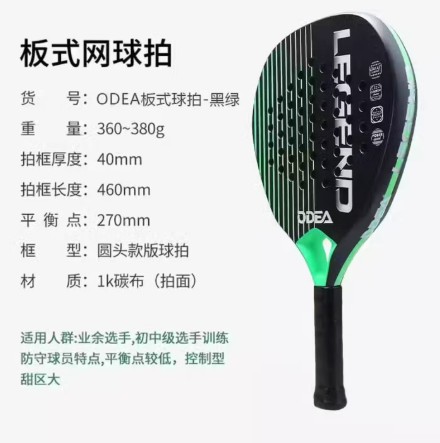 板式网球拍
货 号：ODEA板式球拍-黑绿
重 量：360~380g
拍框厚度：40mm
拍框长度：460mm
平 衡 点：270mm
框 型：圆头款版球拍
材 质：1k碳布（拍面）
适用人群:业余选手,初中级选手训练
防守球员特点,平衡点较低，控制型
甜区大
LEGEND
ODEA